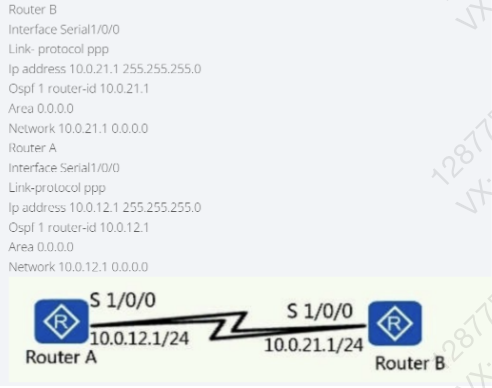 Router B
Interface Serial1/0/0
Link- protocol ppp
Ip address 10.0.21.1 255.255.255.0
Ospf 1 router-id 10.0.21.1
Area 0.0.0.0
Network 10.0.21.1 0.0.0.0
Router A
Interface Serial1/0/0
Link-protocol ppp
Ip address 10.0.12.1 255.255.255.0
Ospf 1 router-id 10.0.12.1
Area 0.0.0.0
Network 10.0.12.1 0.0.0.0
S 1/0/0
S 1/0/0
R
R
10.0.12.1/24
10.0.21.1/24
Router A
Router B